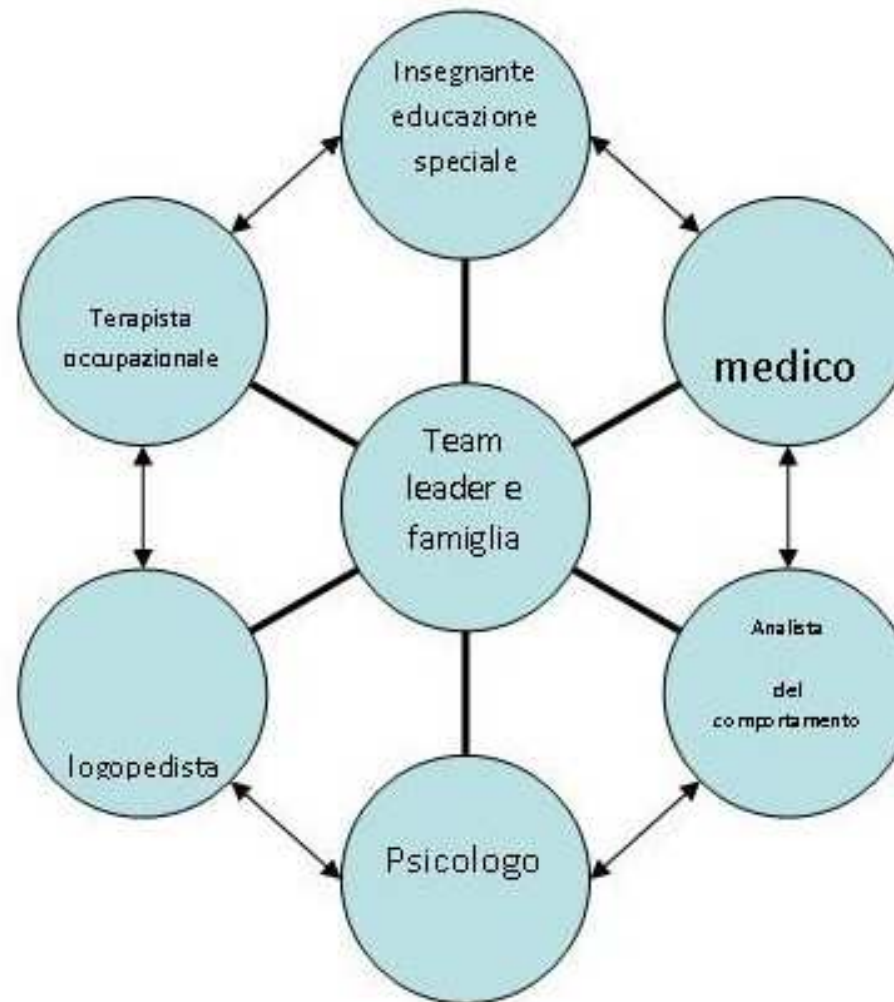 Insegnante
educazione
speciale
Terapista
occupazionale
medico
Team
leader e
famiglia
logopedista
Analista
del
comportamento
Psicologo